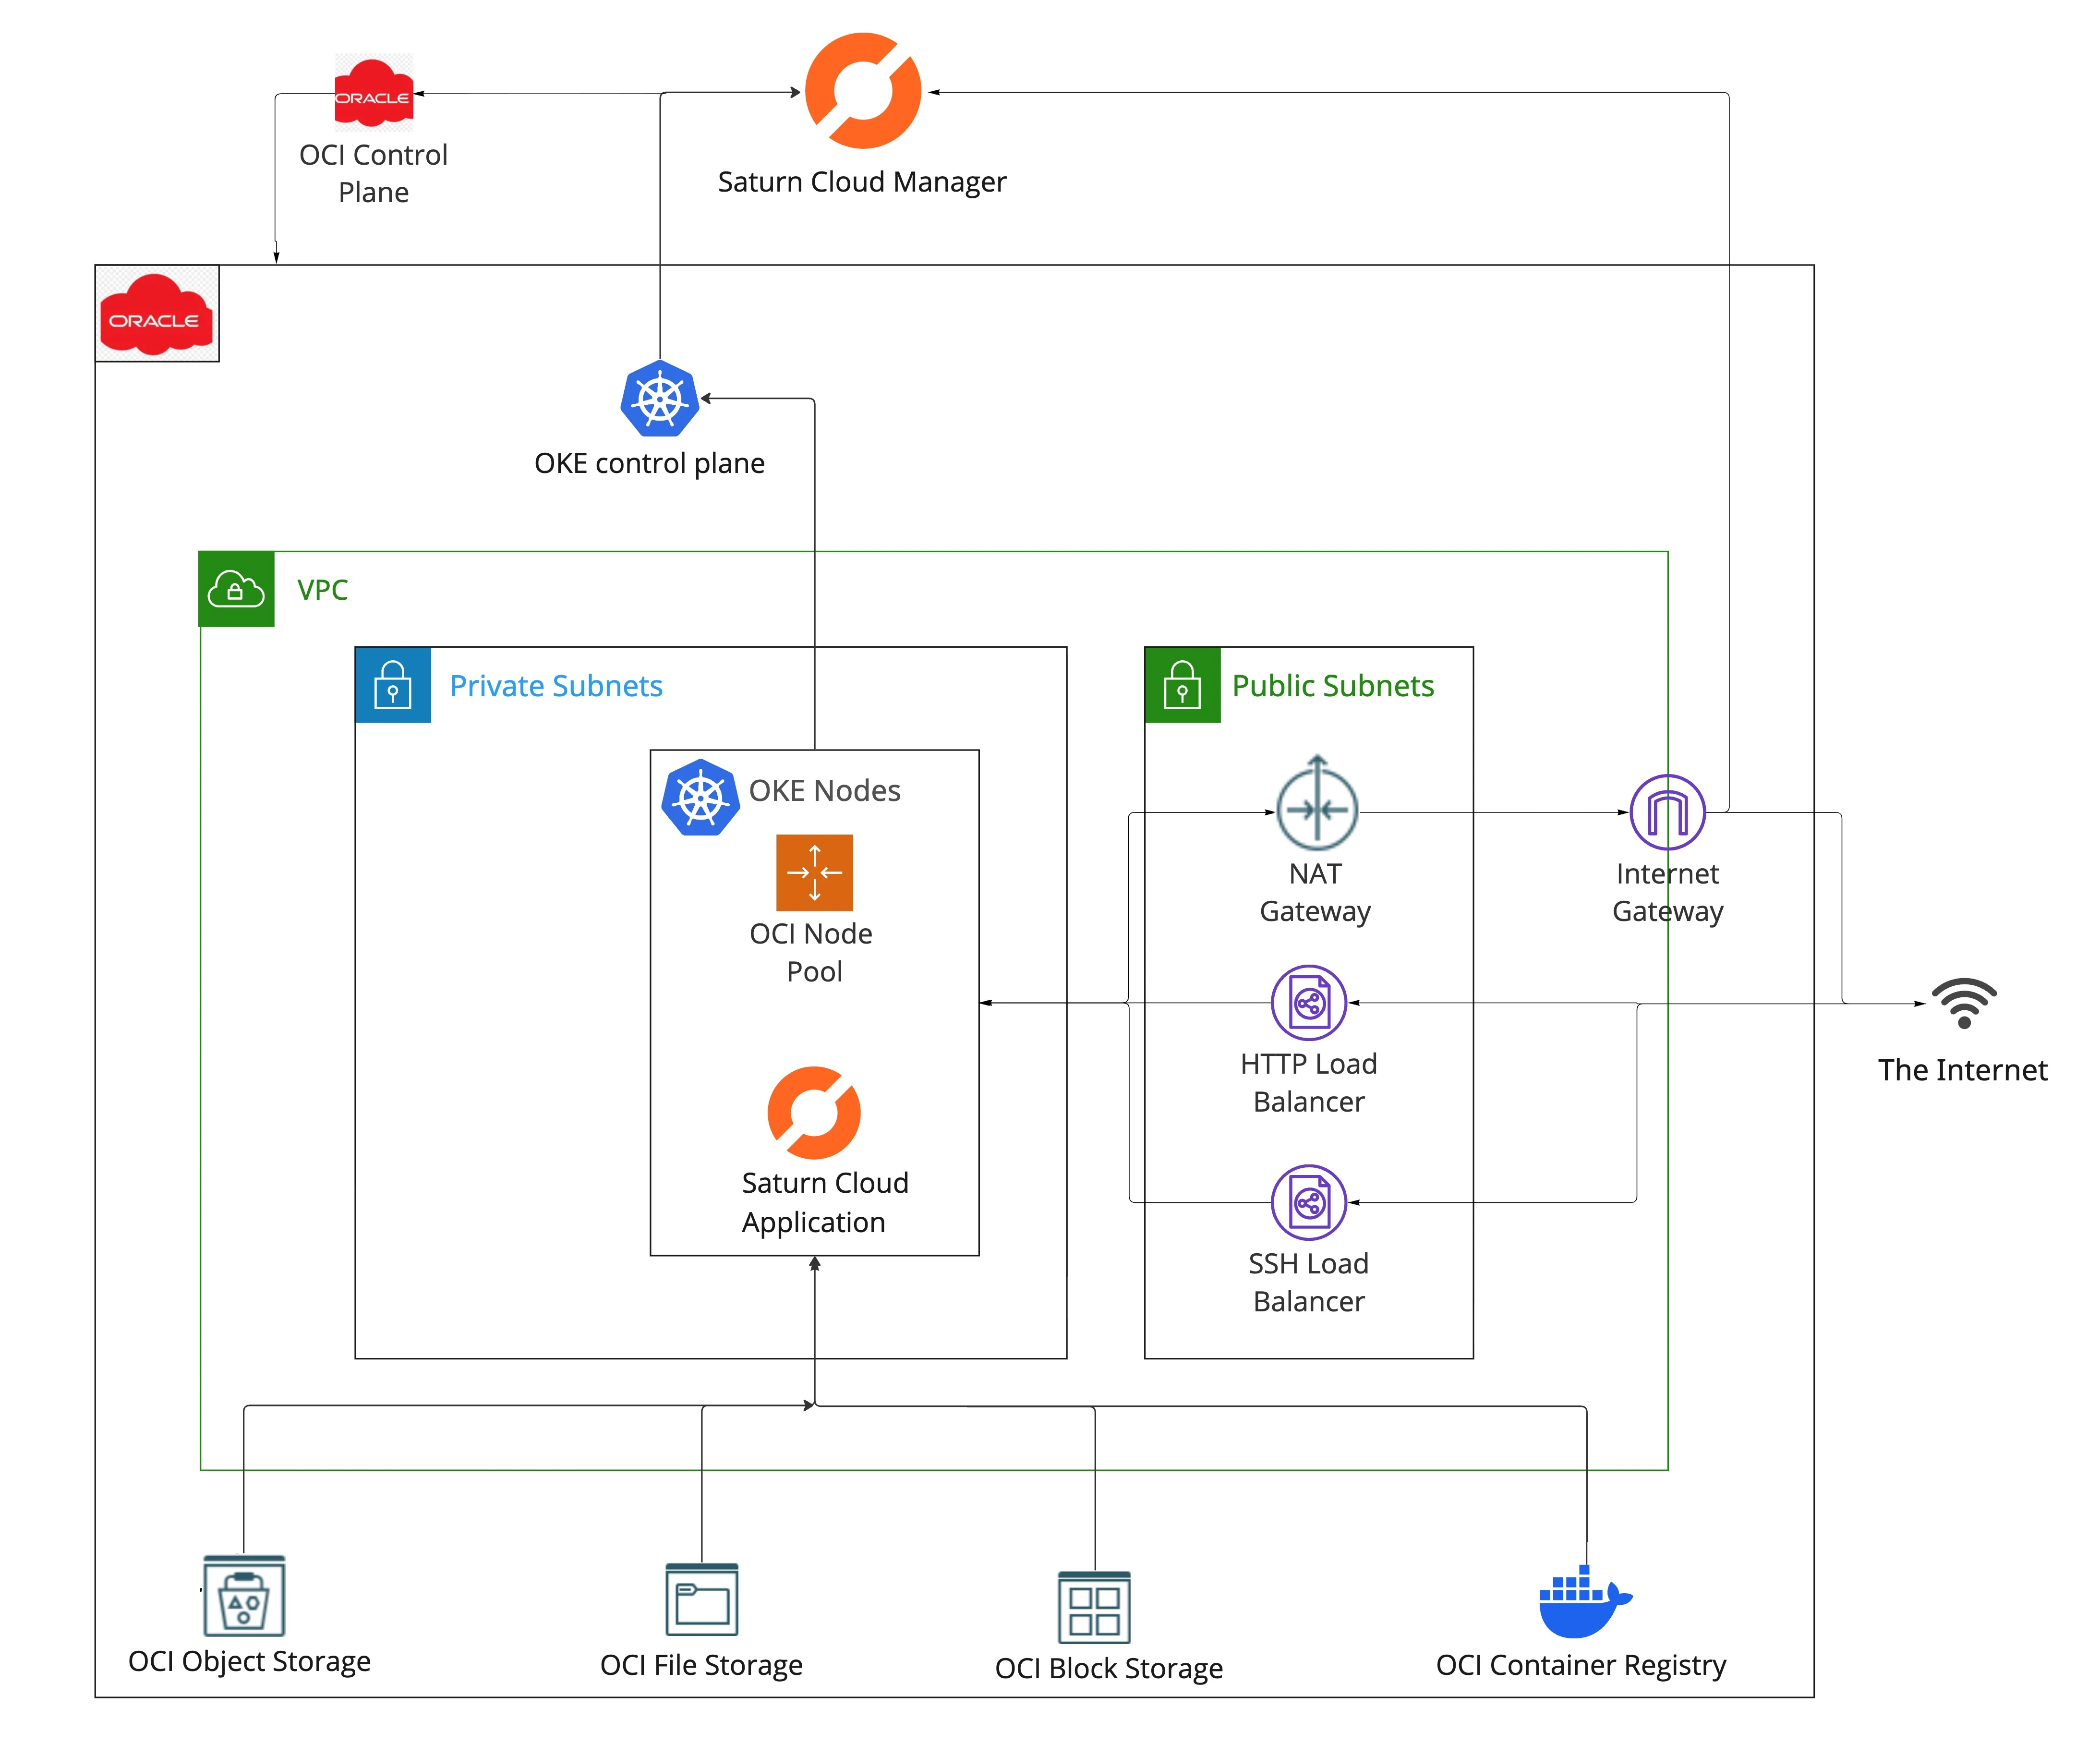 ORACLE
OCI Control
Plane
Saturn Cloud Manager
ORACLE
OKE control plane
VPC
Private Subnets
Public Subnets
OKE Nodes
OCI Node
Pool
NAT
Gateway
Internet
Gateway
HTTP Load
Balancer
The Internet
Saturn Cloud
Application
SSH Load
Balancer
OCI Object Storage
OCI File Storage
OCI Block Storage
OCI Container Registry